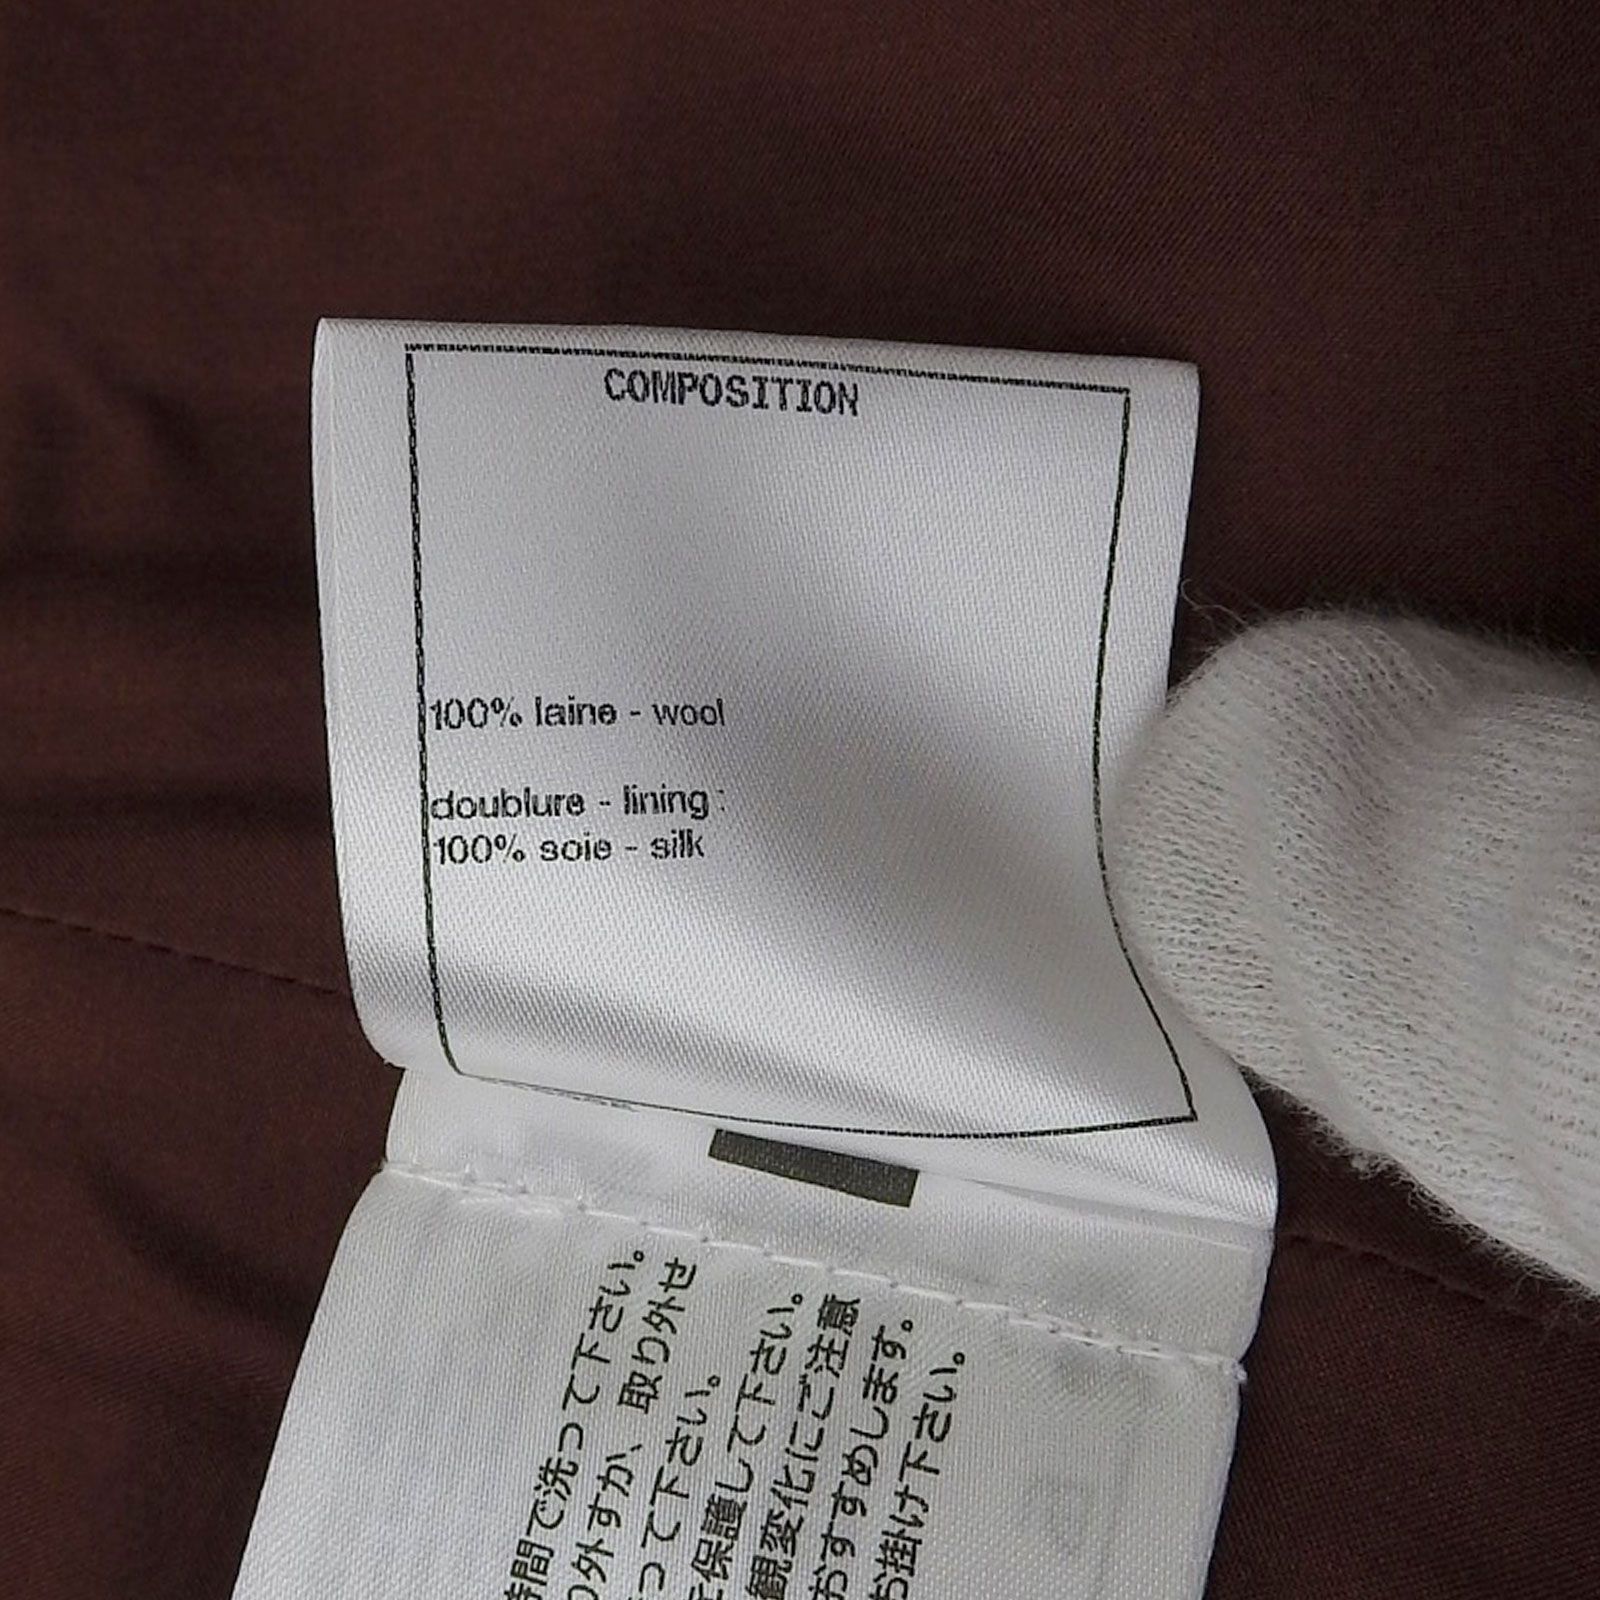 COMPOSITION
100% laine - wool
doublure - lining :
100% soie - silk
時間で洗って下さい。
り外すか、取り外せ
って下さい。
保護して下さい。
観変化にご注意
おすすめします。
お掛け下さい。